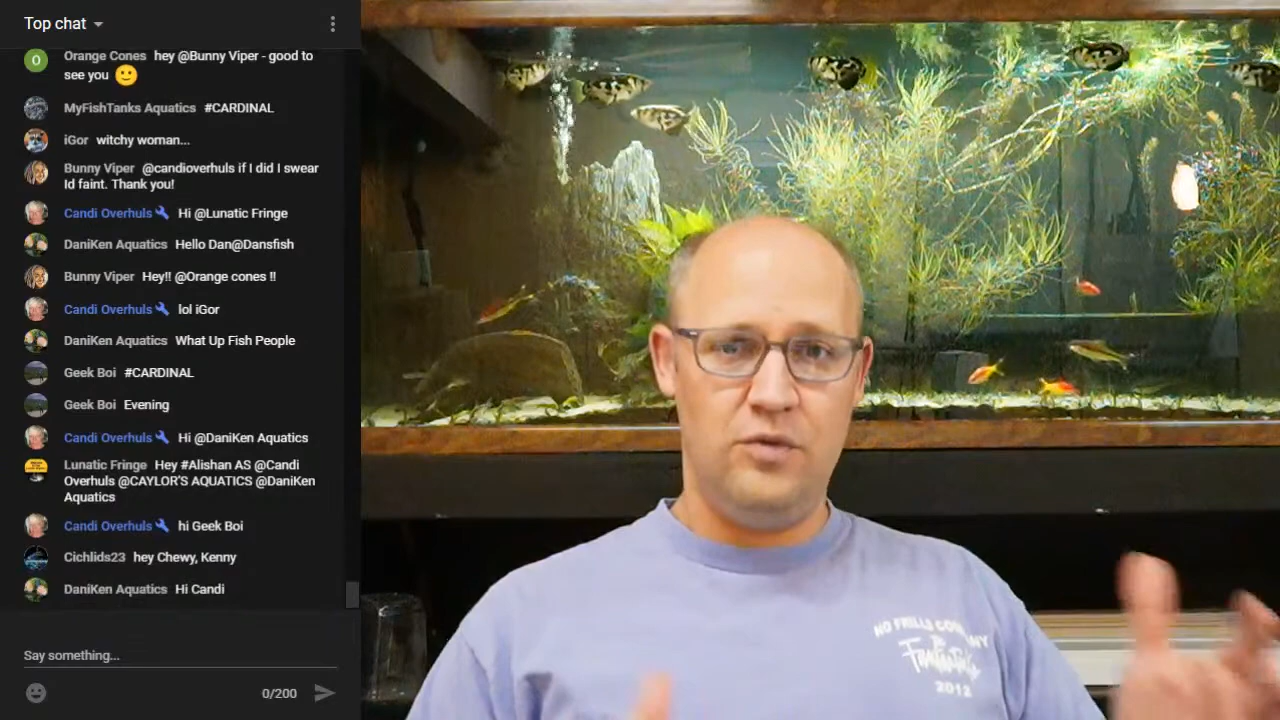 Top chat
O
Orange Cones hey @Bunny Viper - good to
see you
MyFishTanks Aquatics #CARDINAL
iGor witchy woman...
Bunny Viper @candioverhuls if I did I swear
Id faint. Thank you!
Candi Overhuls Hi @Lunatic Fringe
DaniKen Aquatics Hello Dan@Dansfish
Bunny Viper Hey!! @Orange cones !!
Candi Overhuls lol iGor
DaniKen Aquatics What Up Fish People
Geek Boi #CARDINAL
Geek Boi Evening
Candi Overhuls Hi @DaniKen Aquatics
Lunatic Fringe Hey #Alishan AS @Candi
Overhuls @CAYLOR'S AQUATICS @DaniKen
Aquatics
Candi Overhuls hi Geek Boi
Cichlids23 hey Chewy, Kenny
DaniKen Aquatics Hi Candi
Say something...
0/200
NO FRILLS
2012